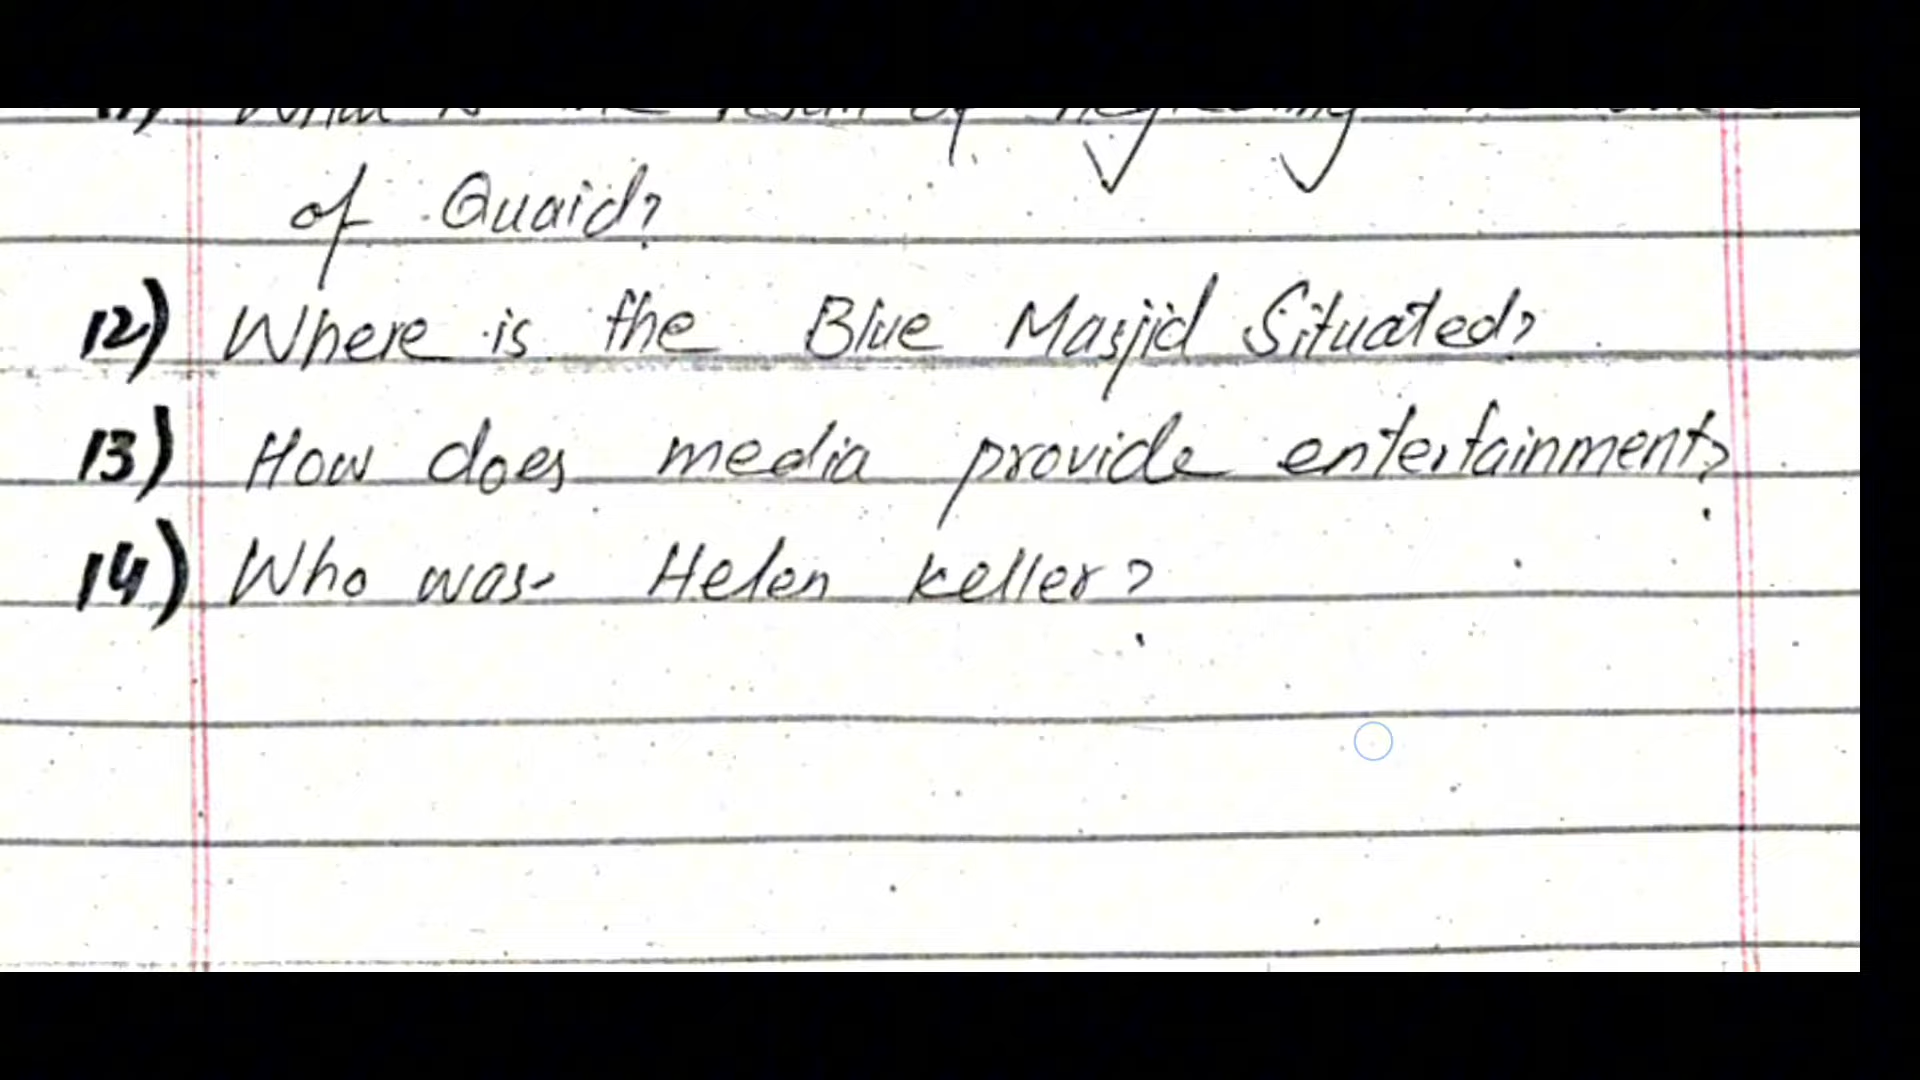 of Quaid?
12) Where is the Blue Masjid Situated?
13) How does media provide entertainment?
14) Who was Helen Keller?